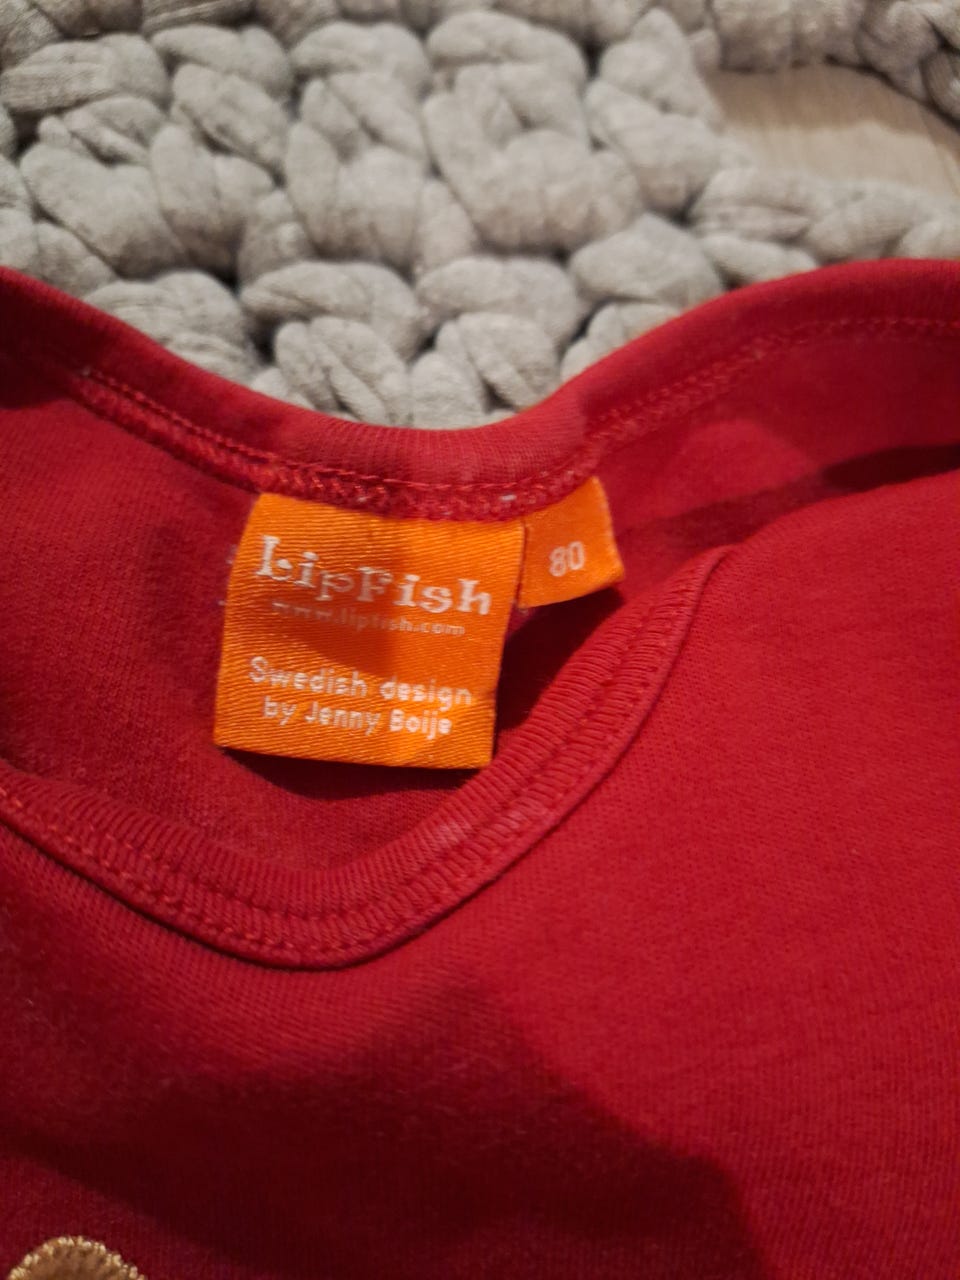 LipFish
www.lipfish.com
Swedish design
by Jenny Boije
80